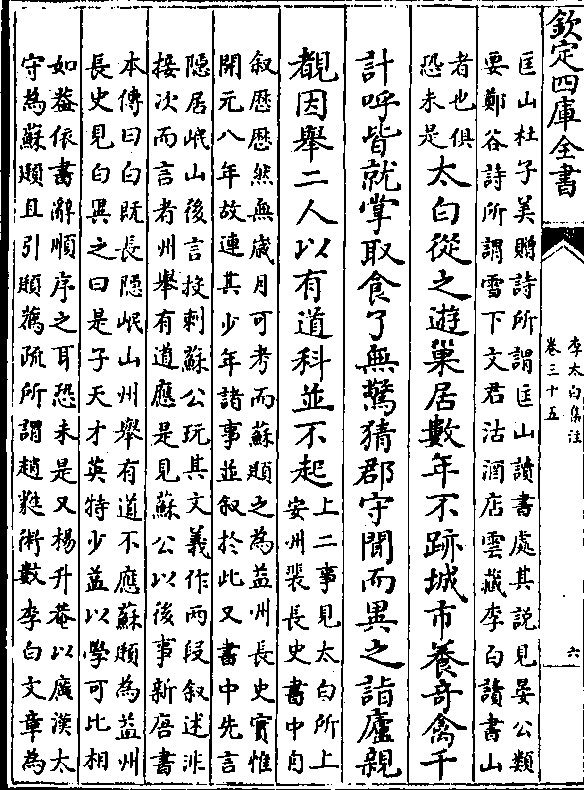 欽定四庫全書
李太白集注
卷三十五
六
匡山杜子美贈詩所謂匡山讀書處其說見晏公類
要鄭谷詩所謂雪下文君沽酒店雲藏李白讀書山
者也俱
恐未是
太白從之遊巢居數年不跡城市養奇禽千
計呼皆就掌取食了無驚猜郡守聞而異之詣廬親
覩因舉二人以有道科並不起
上二事見太白所上
安州裴長史書中自
叙歷歷然無歲月可考而蘇頲之為益州長史實惟
開元八年故連其少年諸事並叙於此又書中先言
隱居岷山後言投刺蘇公玩其文義作兩段叙述非
接次而言者州舉有道應是見蘇公以後事新唐書
本傳曰白既長隱岷山州舉有道不應蘇頲為益州
長史見白異之曰是子天才英特少益以學可比相
如葢依書辭順序之耳恐未是又楊升菴以廣漢太
守為蘇頲且引頲薦疏所謂趙蕤術數李白文章為